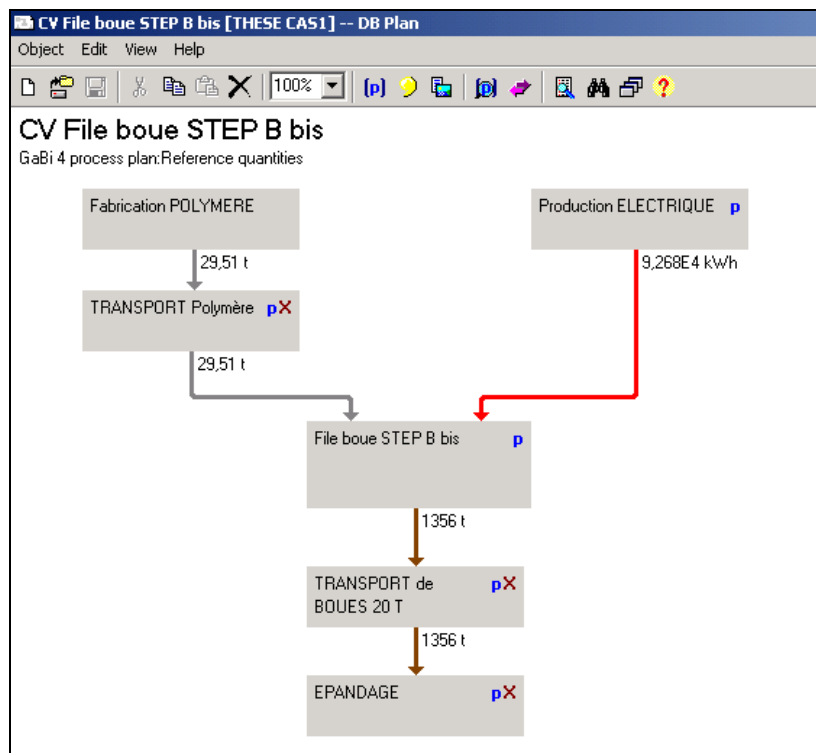 CV File boue STEP B bis [THESE CAS1] -- DB Plan
Object Edit View Help
100% (p) (p) ?
CV File boue STEP B bis
GaBi 4 process plan:Reference quantities
Fabrication POLYMERE
Production ELECTRIQUE p
29,51 t
9,268E4 kWh
TRANSPORT Polymère pX
29,51 t
File boue STEP B bis p
1356 t
TRANSPORT de pX
BOUES 20 T
1356 t
EPANDAGE pX